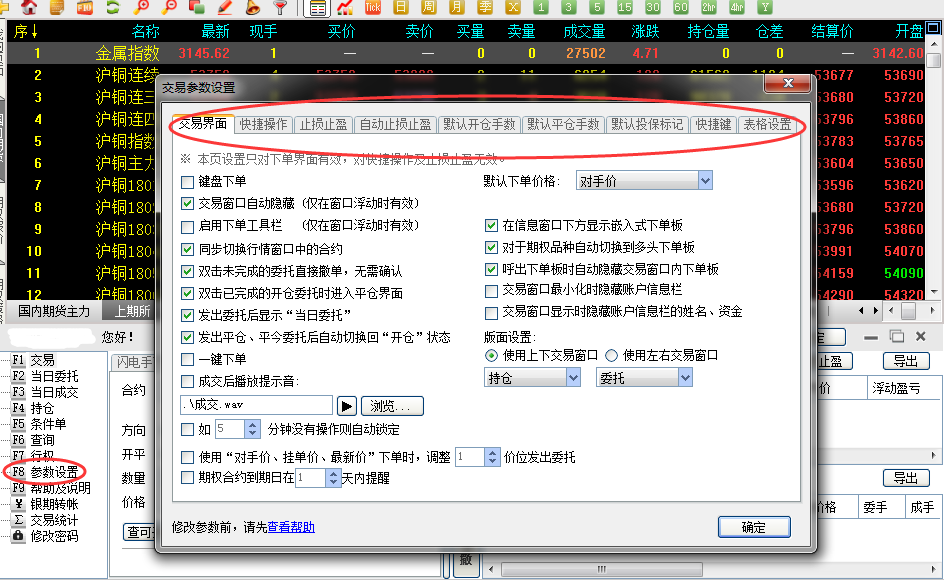 Tick 日 周 月 季 X 1 3 5 15 30 60 2hr 4hr Y
序↓ 名称 最新 现手 买价 卖价 买量 卖量 成交量 涨跌 持仓量 仓差 结算价 开盘
1 金属指数 3145.62 1 — — 0 0 27502 4.71 0 0 — 3142.60
2 沪铜连续 53677 53690
3 沪铜连三 53680 53720
4 沪铜连四 53796 53860
5 沪铜指数 53783 53765
6 沪铜主力 53604 53650
7 沪铜180 53596 53630
8 沪铜180 53680 53720
9 沪铜180 53796 53860
10 沪铜180 53991 54070
11 沪铜180 54159 54090
12 沪铜180 54290 54320
国内期货主力 上期所
您好！
F1 交易
F2 当日委托
F3 当日成交
F4 持仓
F5 条件单
F6 查询
F7 行权
F8 参数设置
F9 帮助及说明
¥ 银期转帐
Σ 交易统计
修改密码
闪电手
合约
方向
开平
数量
价格
查可
交易参数设置
交易界面 快捷操作 止损止盈 自动止损止盈 默认开仓手数 默认平仓手数 默认投保标记 快捷键 表格设置
※ 本页设置只对下单界面有效，对快捷操作及止损止盈无效。
键盘下单
默认下单价格: 对手价
交易窗口自动隐藏（仅在窗口浮动时有效）
启用下单工具栏 （仅在窗口浮动时有效）
在信息窗口下方显示嵌入式下单板
同步切换行情窗口中的合约
对于期权品种自动切换到多头下单板
双击未完成的委托直接撤单，无需确认
呼出下单板时自动隐藏交易窗口内下单板
双击已完成的开仓委托时进入平仓界面
交易窗口最小化时隐藏账户信息栏
发出委托后显示“当日委托”
交易窗口显示时隐藏账户信息栏的姓名、资金
发出平仓、平今委托后自动切换回“开仓”状态
版面设置:
一键下单
使用上下交易窗口 使用左右交易窗口
成交后播放提示音:
持仓 委托
.\成交.wav 浏览...
如 5 分钟没有操作则自动锁定
使用“对手价、挂单价、最新价”下单时，调整 1 价位发出委托
期权合约到期日在 1 天内提醒
修改参数前，请先查看帮助
确定
定
止盈 导出
价 浮动盈亏
导出
价格 委手 成手
撤